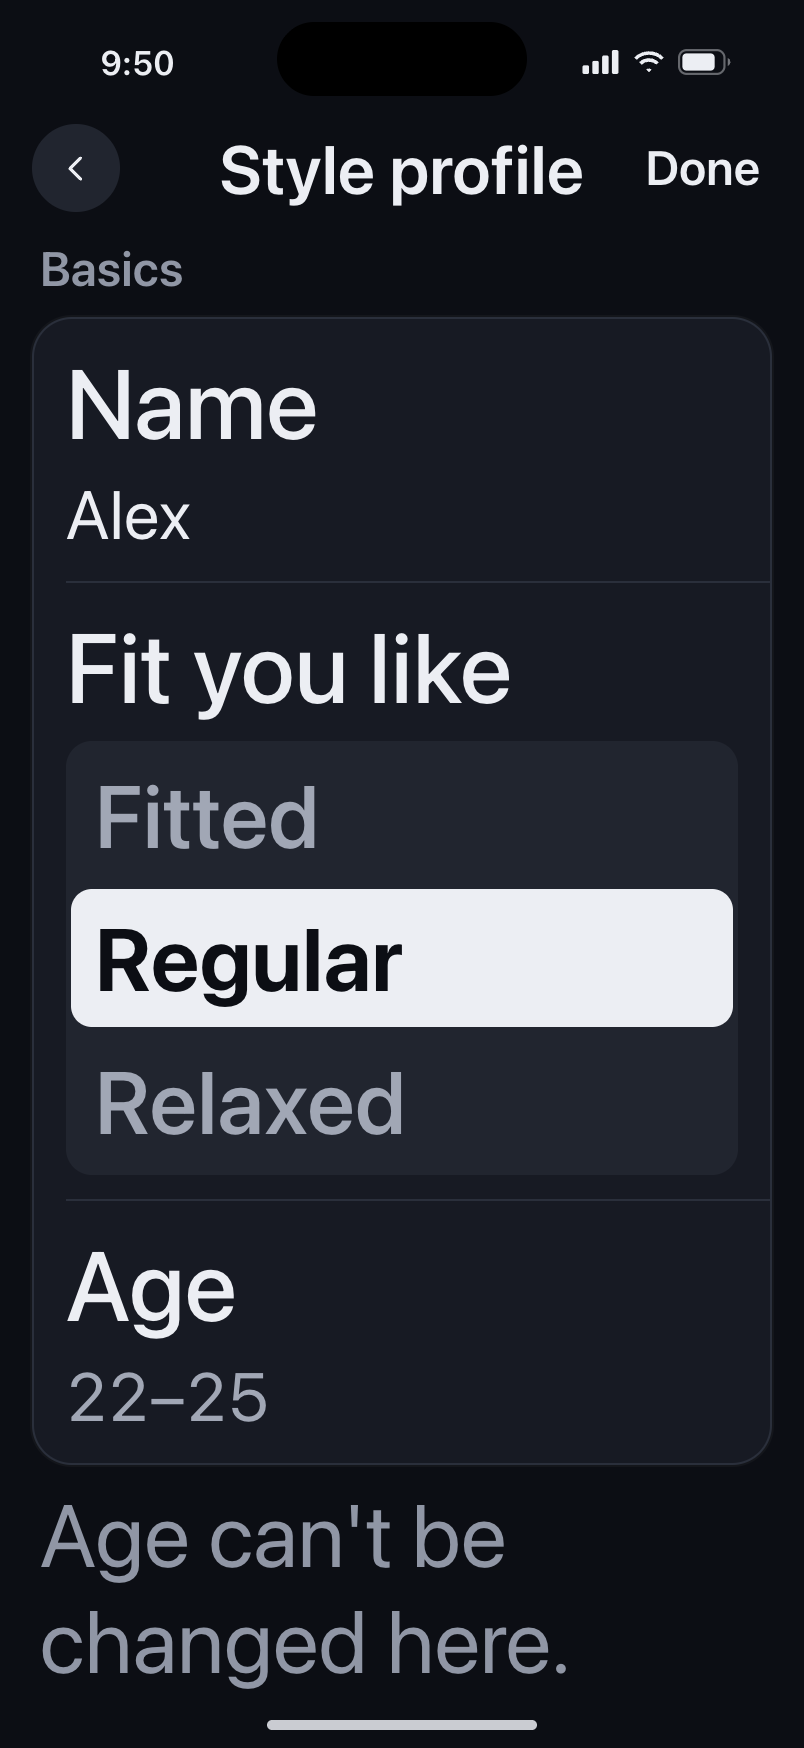 9:50
Style profile
Done
Basics
Name
Alex
Fit you like
Fitted
Regular
Relaxed
Age
22–25
Age can't be
changed here.